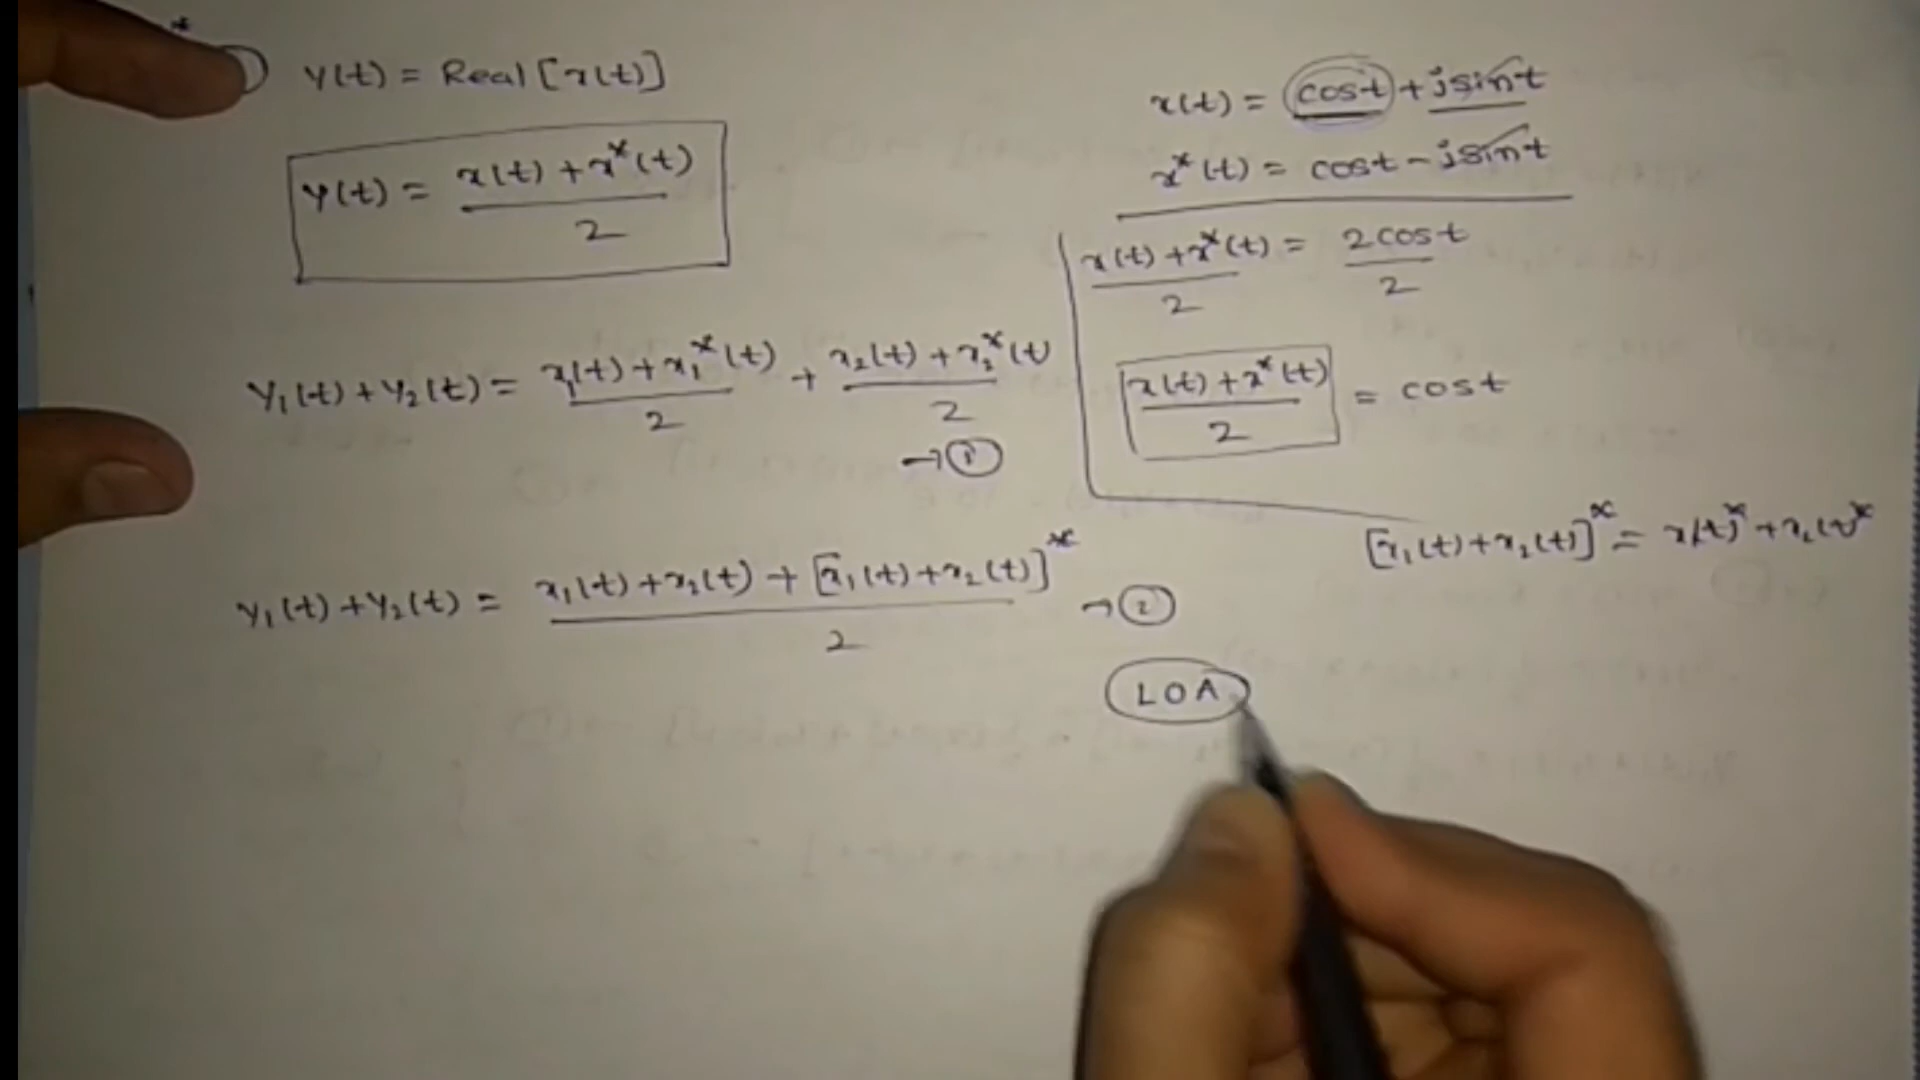 y(t) = Real [x(t)]
y(t) = x(t) + x*(t) / 2
y₁(t) + y₂(t) = x₁(t) + x₁*(t) / 2 + x₂(t) + x₂*(t) / 2
→ ①
y₁(t) + y₂(t) = x₁(t) + x₂(t) + [x₁(t) + x₂(t)]* / 2 → ②
LOA
x(t) = cost + jsint
x*(t) = cost - jsint
x(t) + x*(t) / 2 = 2cost / 2
x(t) + x*(t) / 2 = cost
[x₁(t) + x₂(t)]* = x₁(t)* + x₂(t)*